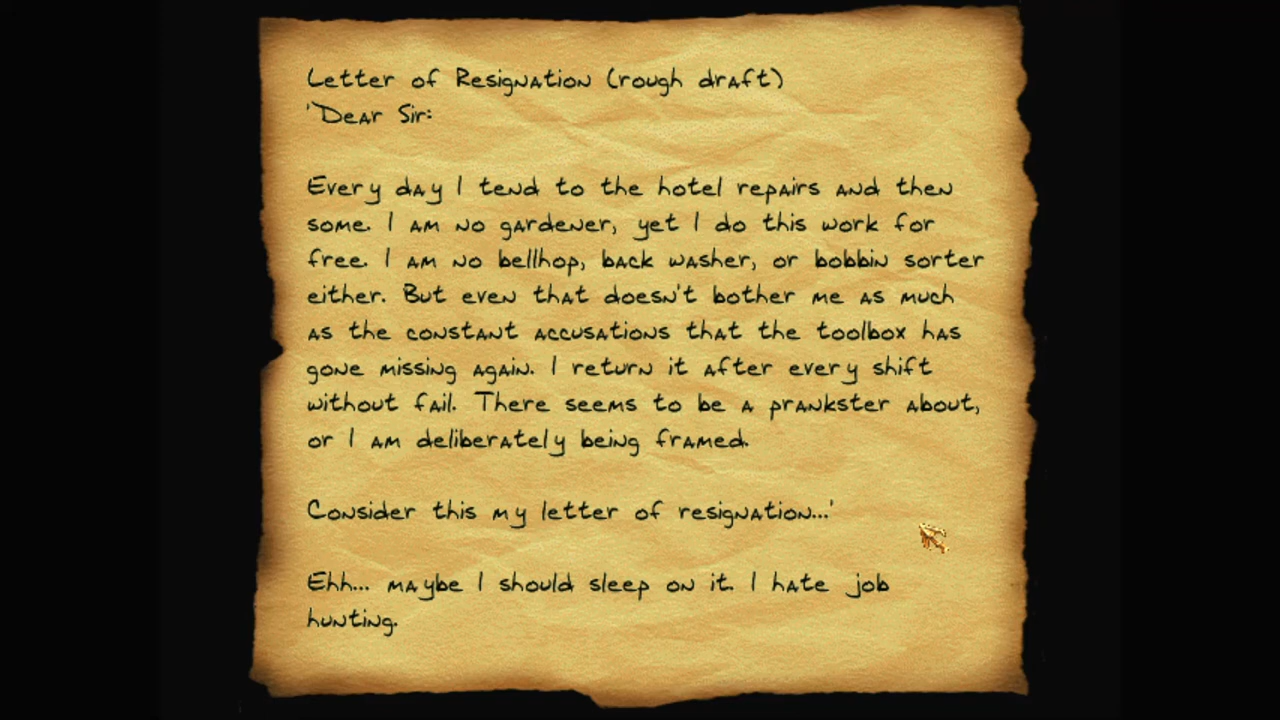 Letter of Resignation (rough draft)
'Dear Sir:
Every day I tend to the hotel repairs and then
some. I am no gardener, yet I do this work for
free. I am no bellhop, back washer, or bobbin sorter
either. But even that doesn't bother me as much
as the constant accusations that the toolbox has
gone missing again. I return it after every shift
without fail. There seems to be a prankster about,
or I am deliberately being framed.
Consider this my letter of resignation...'
Ehh... maybe I should sleep on it. I hate job
hunting.